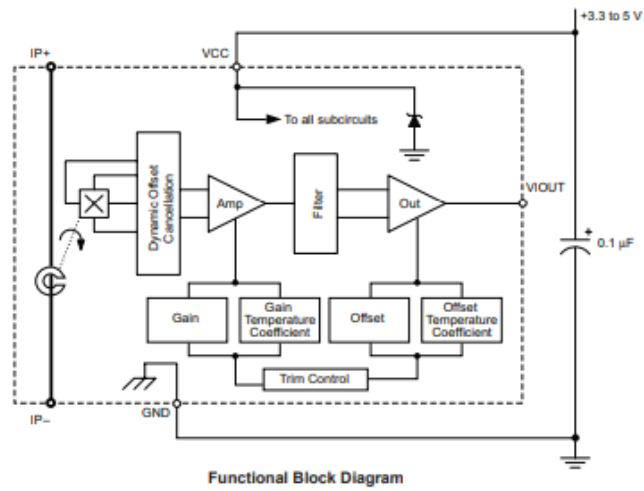 +3.3 to 5 V
IP+
VCC
To all subcircuits
Dynamic Offset
Cancellation
Amp
Filter
Out
VIOUT
+
0.1 µF
Gain
Gain
Temperature
Coefficient
Offset
Offset
Temperature
Coefficient
Trim Control
GND
IP–
Functional Block Diagram